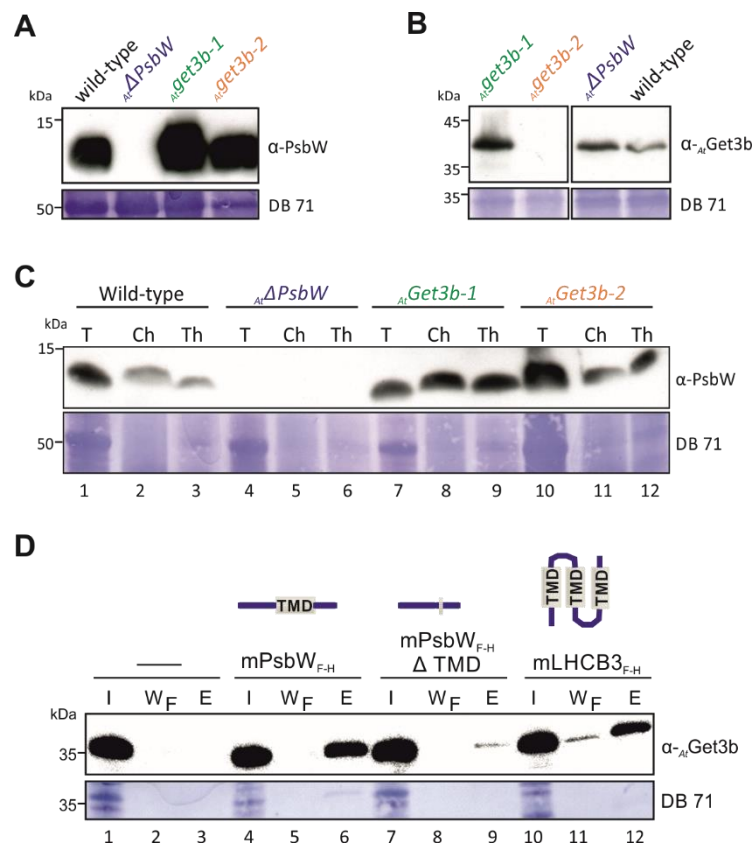 A
wild-type AtΔPsbW Atget3b-1 Atget3b-2
kDa
15
α-PsbW
50
DB 71
B
Atget3b-1 Atget3b-2 AtΔPsbW wild-type
kDa
45
35
α-AtGet3b
35
DB 71
C
Wild-type AtΔPsbW AtGet3b-1 AtGet3b-2
T Ch Th T Ch Th T Ch Th T Ch Th
kDa
15
α-PsbW
50
DB 71
1 2 3 4 5 6 7 8 9 10 11 12
D
TMD
TMD TMD TMD
mPsbWF-H
mPsbWF-H
Δ TMD
mLHCB3F-H
I WF E I WF E I WF E I WF E
kDa
35
α-AtGet3b
35
DB 71
1 2 3 4 5 6 7 8 9 10 11 12